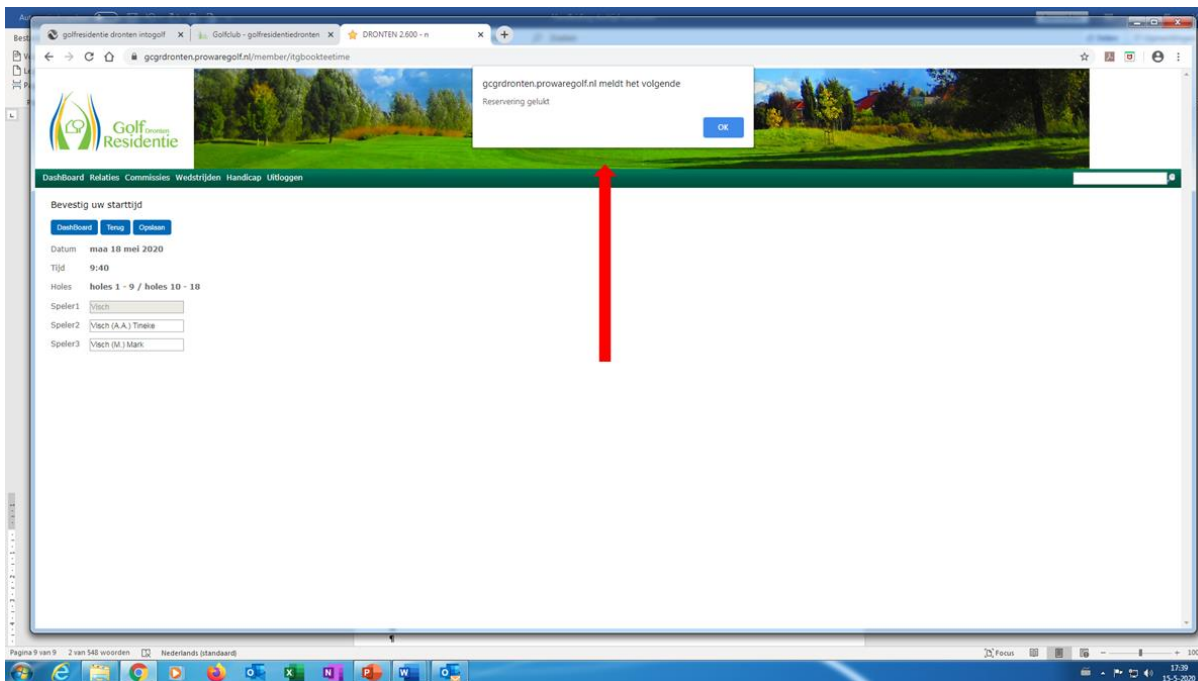 golfresidentie dronten intogolf
Golfclub - golfresidentiedronten
DRONTEN 2.600 - n
gcgrdronten.prowaregolf.nl/member/itgbookteetime
gcgrdronten.prowaregolf.nl meldt het volgende
Reservering gelukt
OK
Golf Dronten
Residentie
DashBoard Relaties Commissies Wedstrijden Handicap Uitloggen
Bevestig uw starttijd
DashBoard Terug Opslaan
Datum maa 18 mei 2020
Tijd 9:40
Holes holes 1 - 9 / holes 10 - 18
Speler1 Visch
Speler2 Visch (A.A.) Tineke
Speler3 Visch (M.) Mark
Pagina 9 van 9 2 van 548 woorden Nederlands (standaard) Focus 100
17:39
15-5-2020